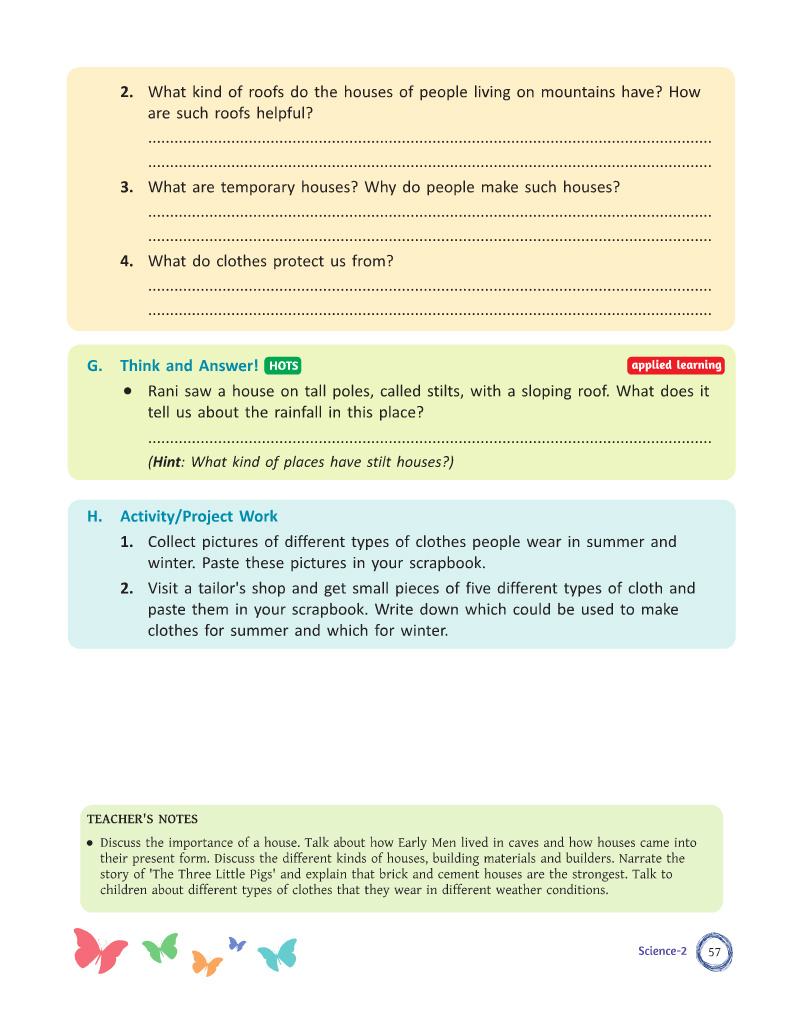 2. What kind of roofs do the houses of people living on mountains have? How
are such roofs helpful?
..........................................................................................................................
..........................................................................................................................
3. What are temporary houses? Why do people make such houses?
..........................................................................................................................
..........................................................................................................................
4. What do clothes protect us from?
..........................................................................................................................
..........................................................................................................................
G. Think and Answer! HOTS applied learning
● Rani saw a house on tall poles, called stilts, with a sloping roof. What does it
tell us about the rainfall in this place?
..........................................................................................................................
(Hint: What kind of places have stilt houses?)
H. Activity/Project Work
1. Collect pictures of different types of clothes people wear in summer and
winter. Paste these pictures in your scrapbook.
2. Visit a tailor's shop and get small pieces of five different types of cloth and
paste them in your scrapbook. Write down which could be used to make
clothes for summer and which for winter.
TEACHER'S NOTES
● Discuss the importance of a house. Talk about how Early Men lived in caves and how houses came into
their present form. Discuss the different kinds of houses, building materials and builders. Narrate the
story of 'The Three Little Pigs' and explain that brick and cement houses are the strongest. Talk to
children about different types of clothes that they wear in different weather conditions.
Science-2 57